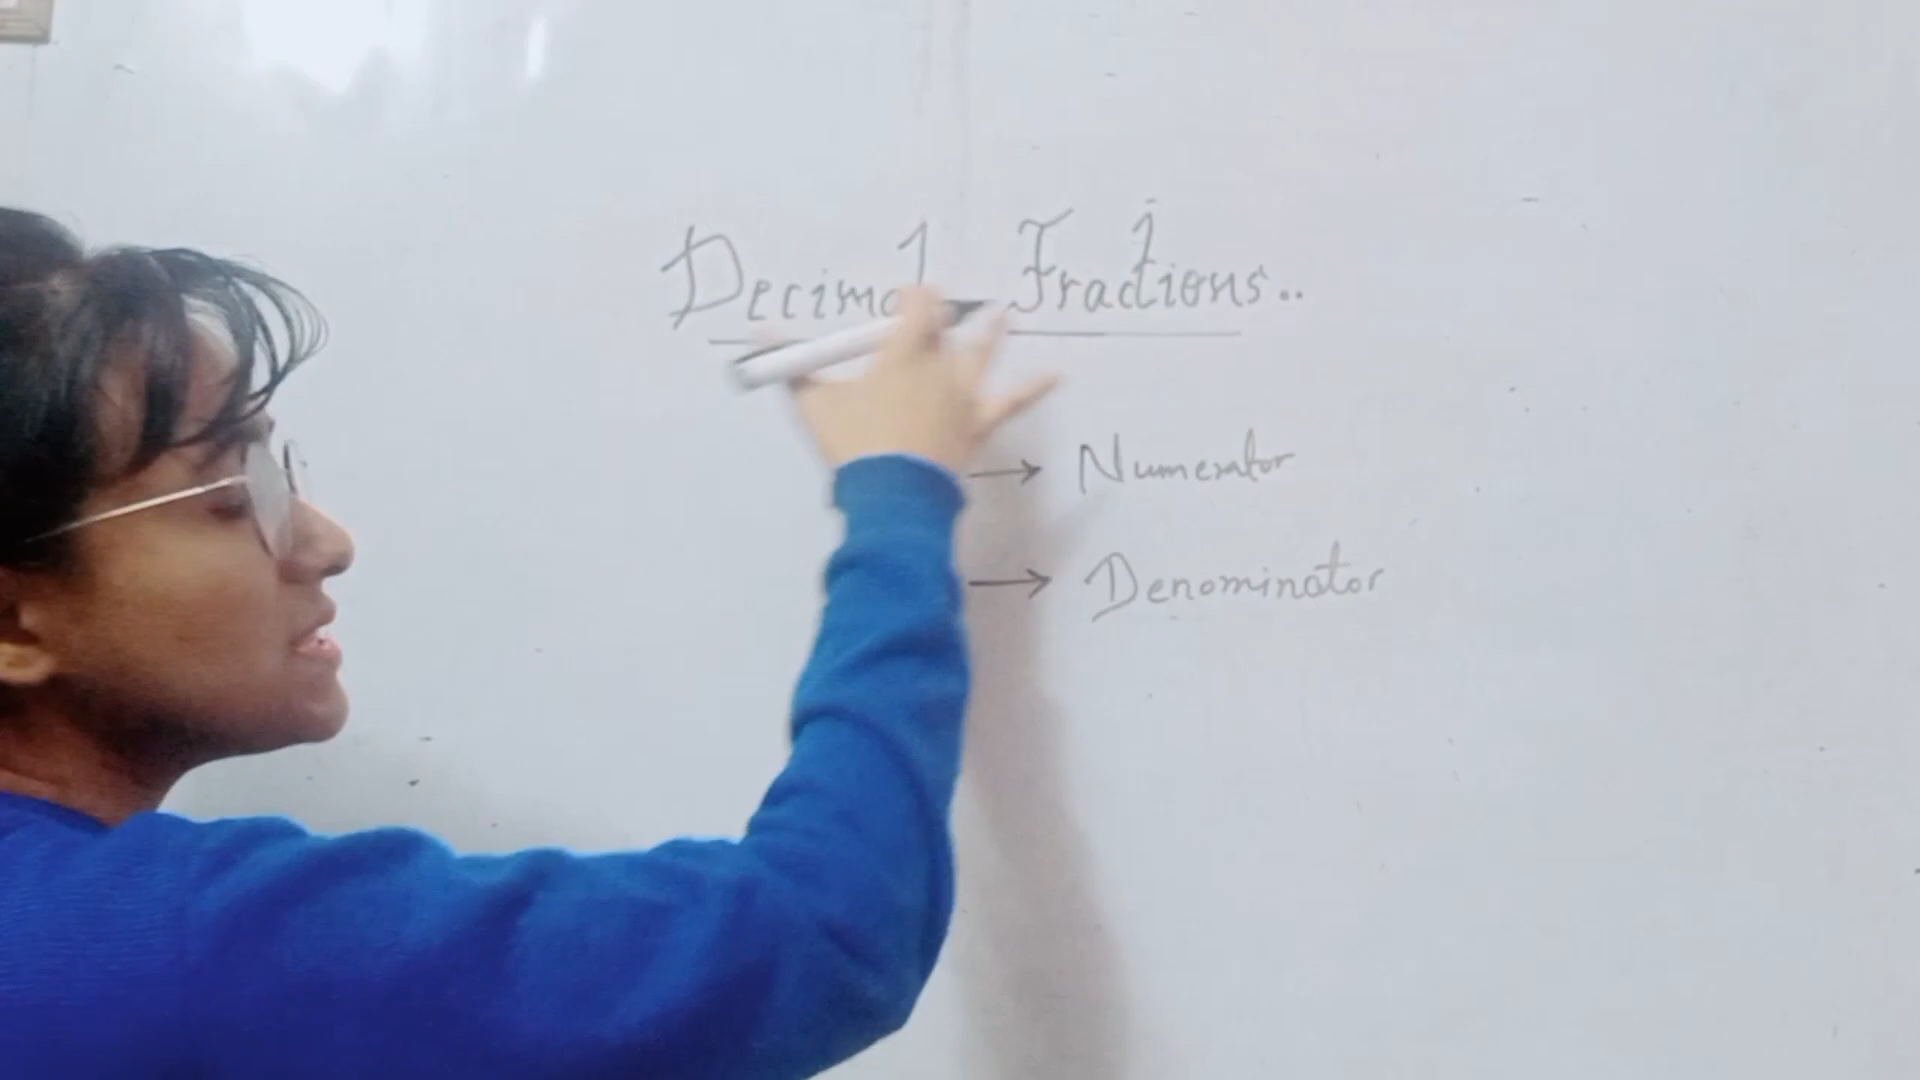 Decimal Fractions..
→ Numerator
→ Denominator